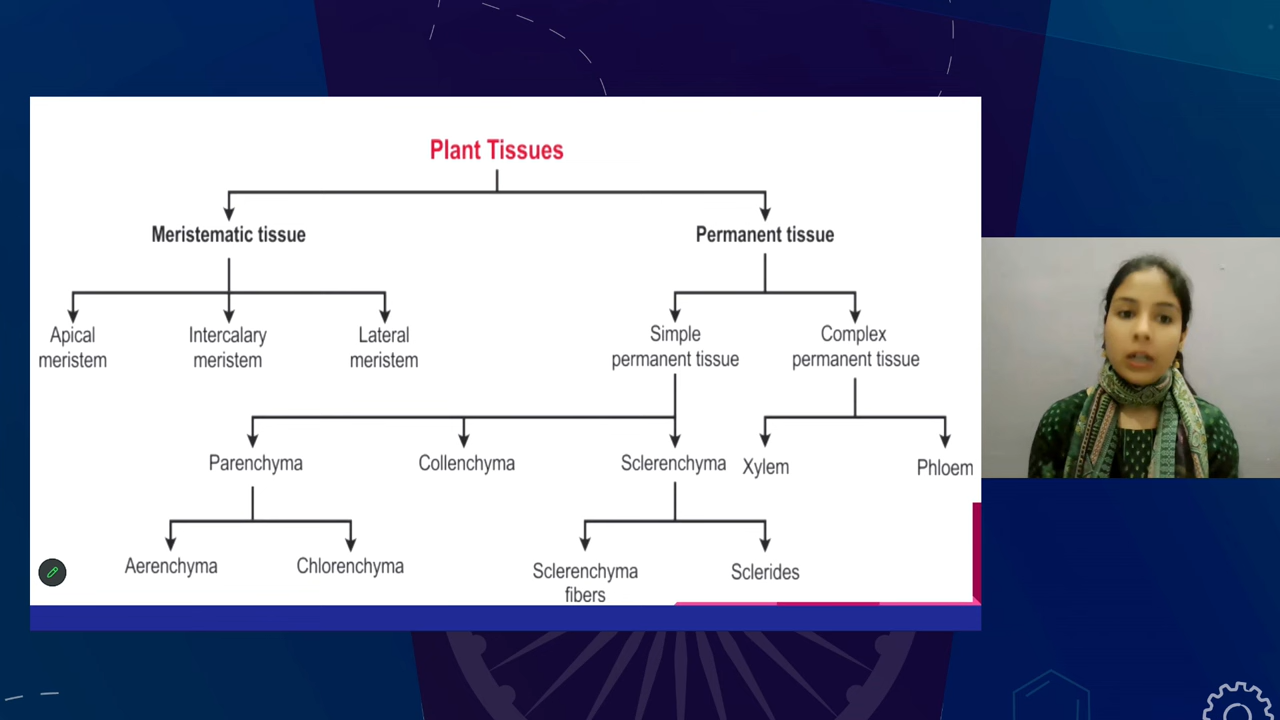 Plant Tissues
Meristematic tissue
Permanent tissue
Apical
meristem
Intercalary
meristem
Lateral
meristem
Simple
permanent tissue
Complex
permanent tissue
Parenchyma
Collenchyma
Sclerenchyma
Xylem
Phloem
Aerenchyma
Chlorenchyma
Sclerenchyma
fibers
Sclerides